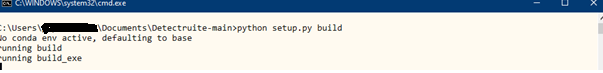 C:\WINDOWS\system32\cmd.exe
C:\Users\ \Documents\Detectruite-main>python setup.py build
No conda env active, defaulting to base
running build
running build_exe